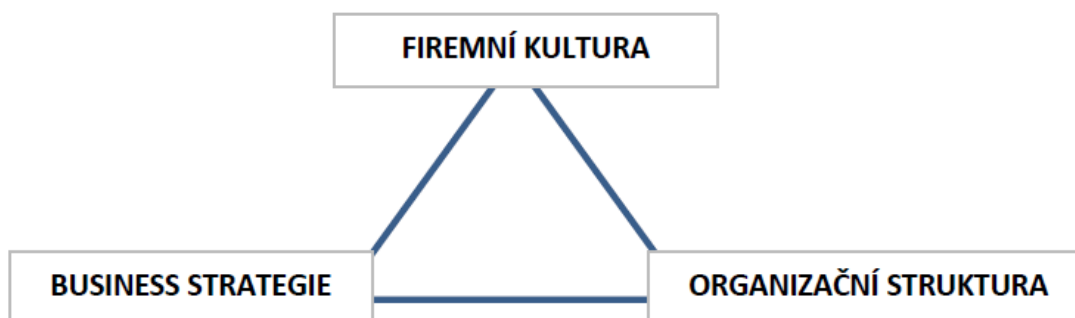 FIREMNÍ KULTURA
BUSINESS STRATEGIE
ORGANIZAČNÍ STRUKTURA